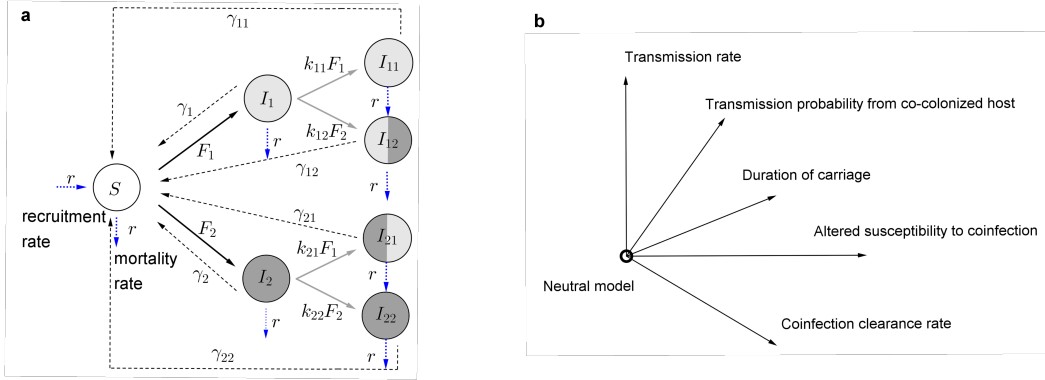 a
γ11
k11F1
I11
I1
γ1
r
k12F2
I12
F1
r
γ12
r
S
r
recruitment
rate
r
mortality
rate
γ21
F2
k21F1
I21
γ2
I2
r
k22F2
I22
r
γ22
r
b
Transmission rate
Transmission probability from co-colonized host
Duration of carriage
Altered susceptibility to coinfection
Neutral model
Coinfection clearance rate